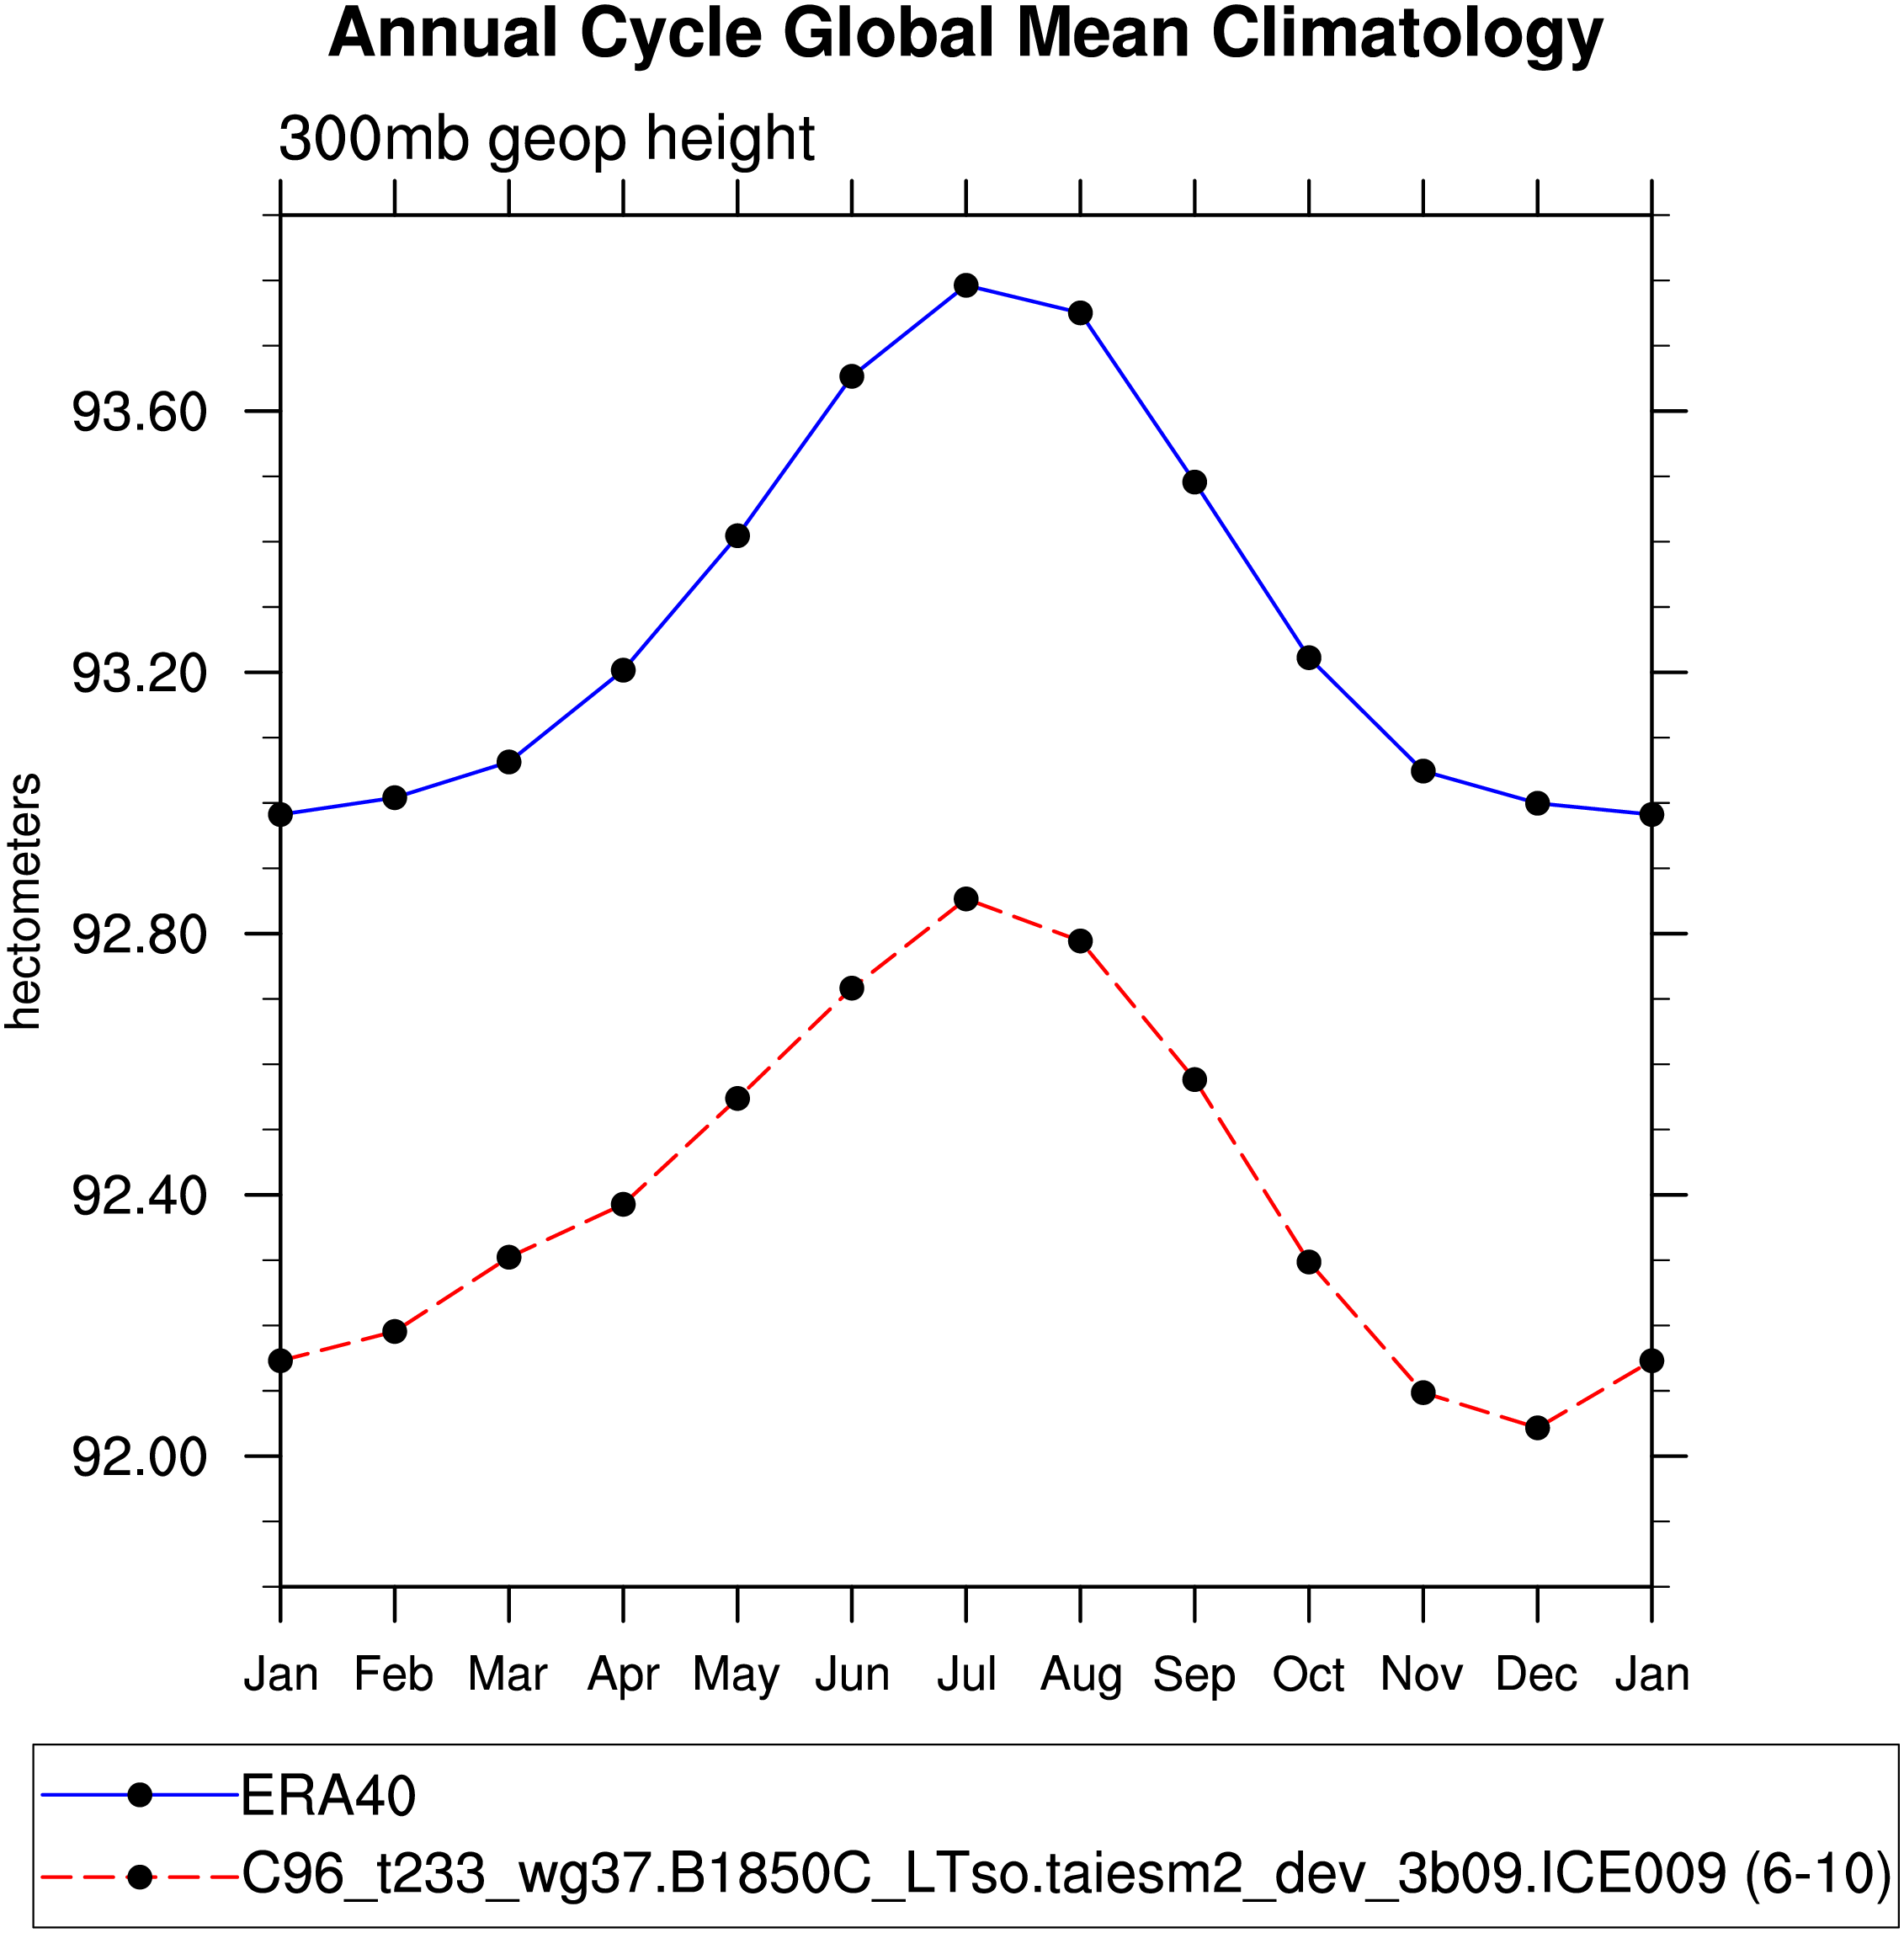 Annual Cycle Global Mean Climatology
300mb geop height
93.60
93.20
92.80
92.40
92.00
hectometers
Jan Feb Mar Apr May Jun Jul Aug Sep Oct Nov Dec Jan
ERA40
C96_t233_wg37.B1850C_LTso.taiesm2_dev_3b09.ICE009 (6-10)